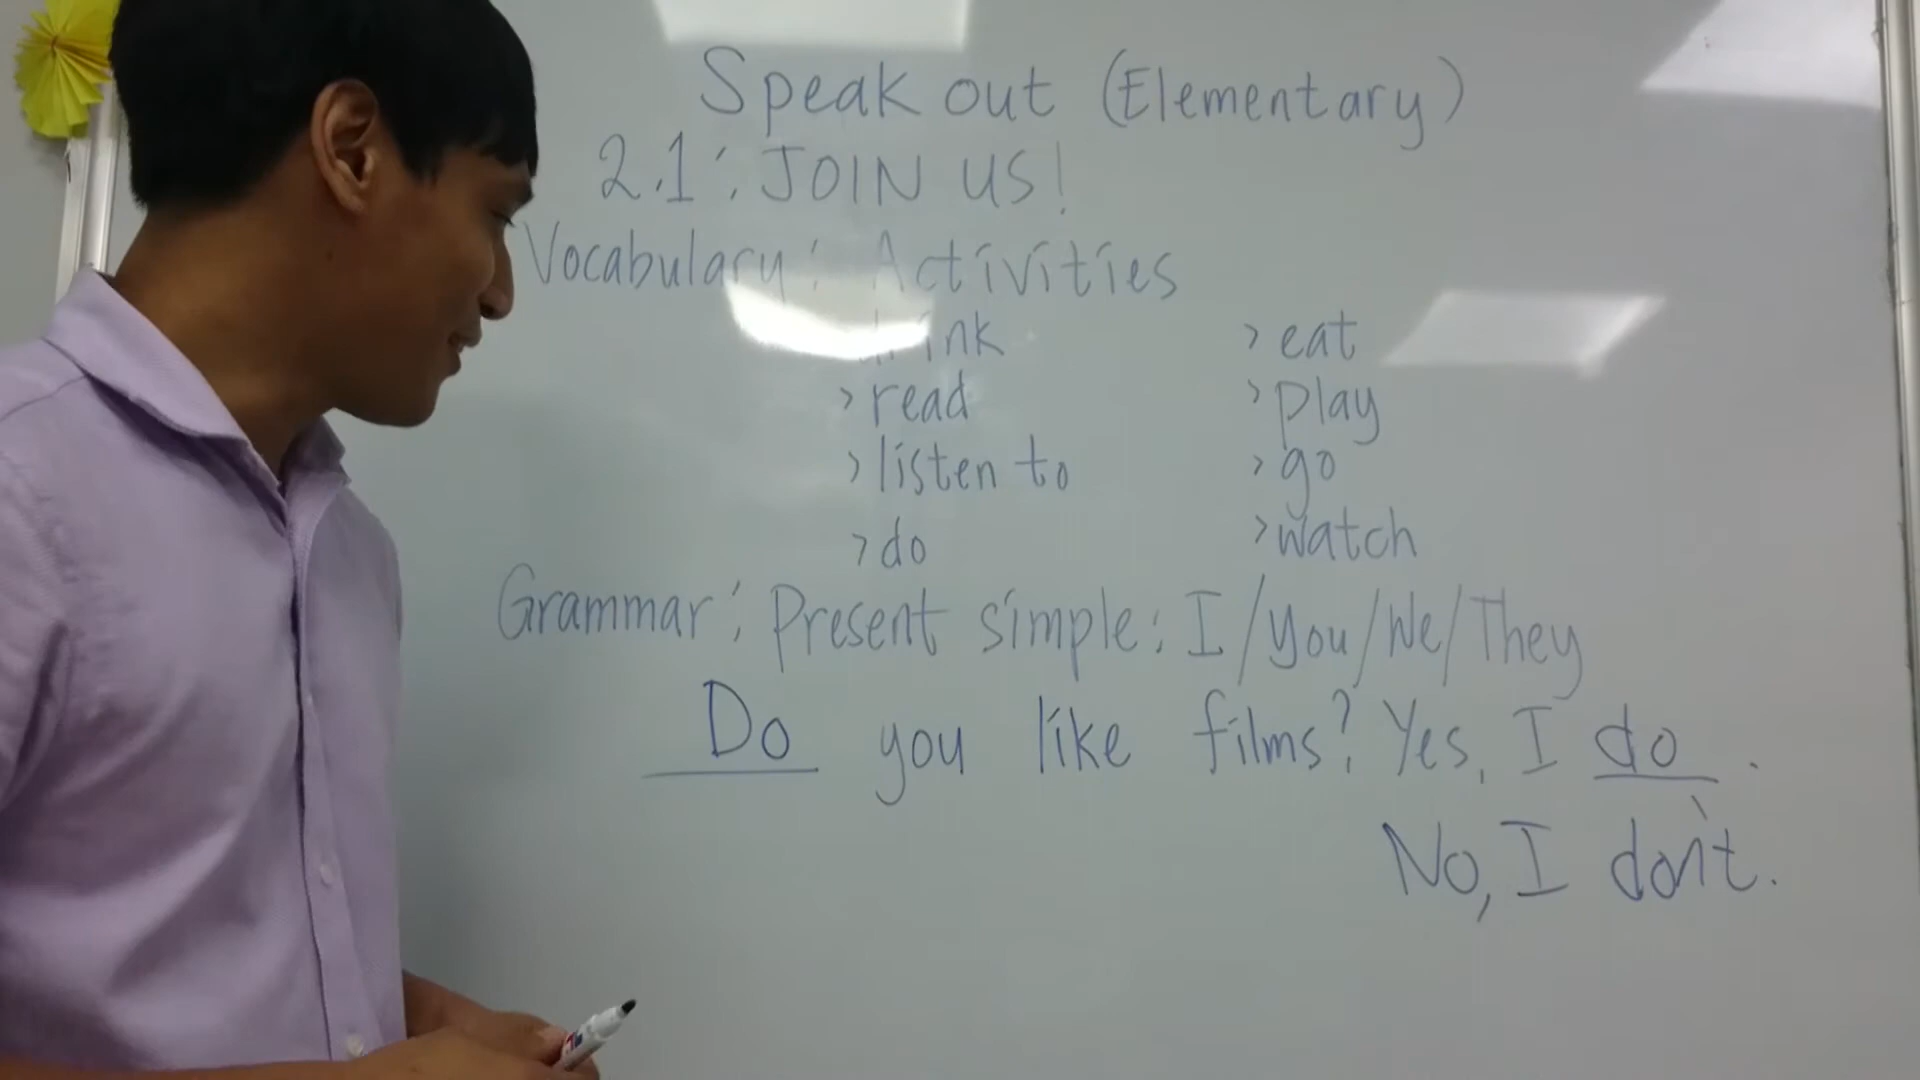 Speak out (Elementary)
2.1: JOIN US!
Vocabulary: Activities
drink > eat
> read > play
> listen to > go
> do > watch
Grammar: Present simple: I/you/We/They
Do you like films? Yes, I do.
No, I don't.